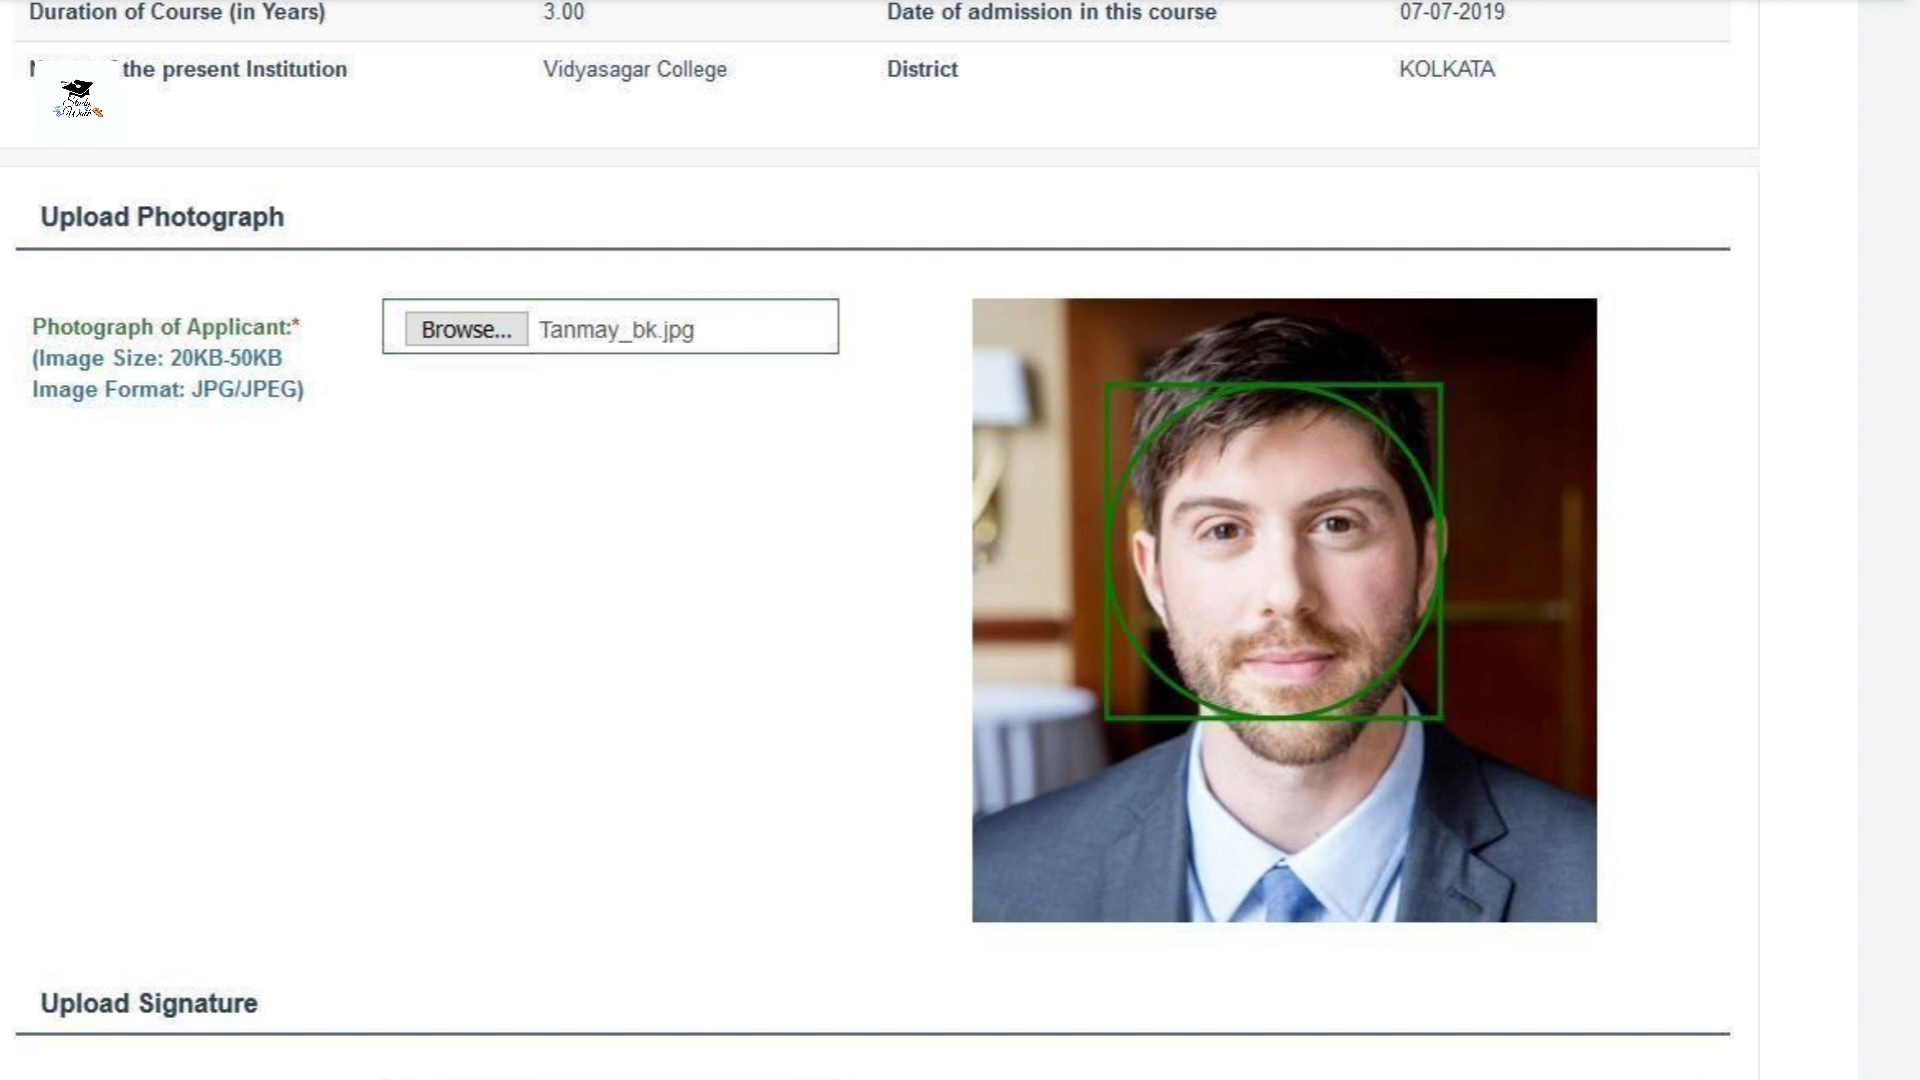 Duration of Course (in Years) 3.00 Date of admission in this course 07-07-2019
the present Institution Vidyasagar College District KOLKATA
Study
Upload Photograph
Photograph of Applicant:*
(Image Size: 20KB-50KB
Image Format: JPG/JPEG)
Browse... Tanmay_bk.jpg
Upload Signature